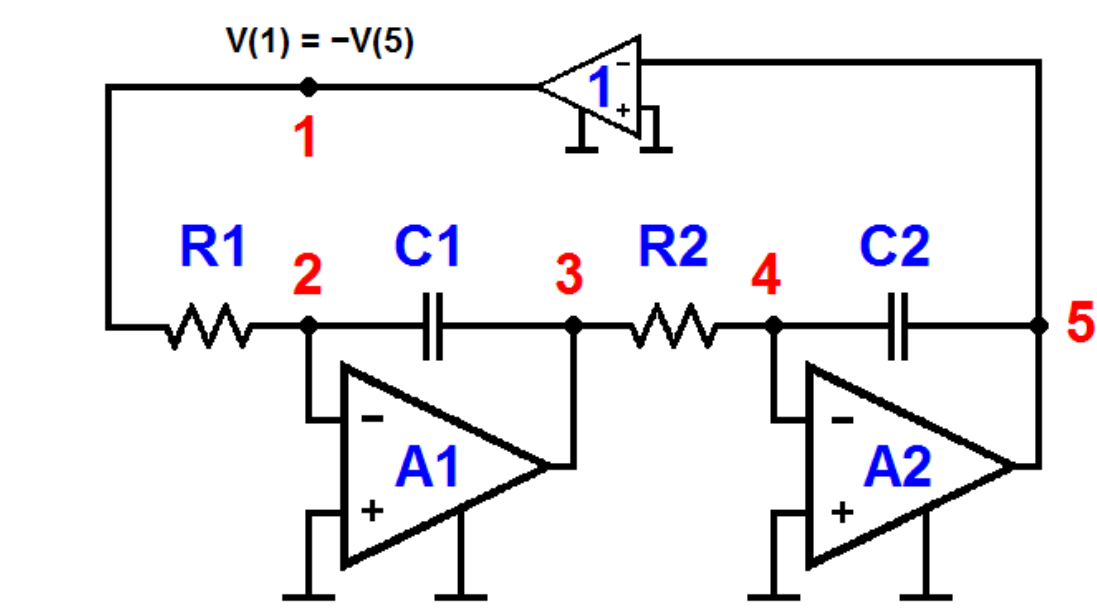 V(1) = −V(5)
1
−
+
1
R1
C1
R2
C2
2
3
4
5
−
+
A1
−
+
A2